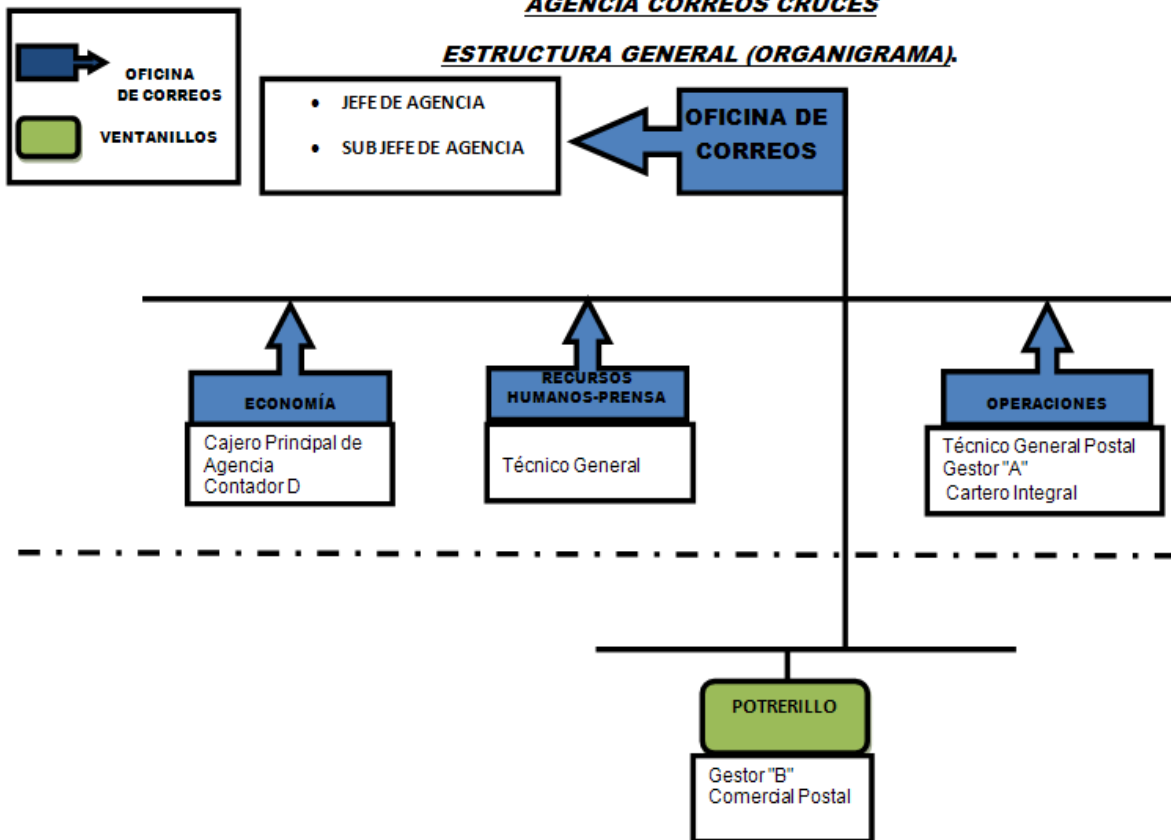 AGENCIA CORREOS CRUCES
ESTRUCTURA GENERAL (ORGANIGRAMA).
OFICINA
DE CORREOS
VENTANILLOS
• JEFE DE AGENCIA
• SUB JEFE DE AGENCIA
OFICINA DE
CORREOS
ECONOMÍA
Cajero Principal de
Agencia
Contador D
RECURSOS
HUMANOS-PRENSA
Técnico General
OPERACIONES
Técnico General Postal
Gestor "A"
Cartero Integral
POTRERILLO
Gestor "B"
Comercial Postal